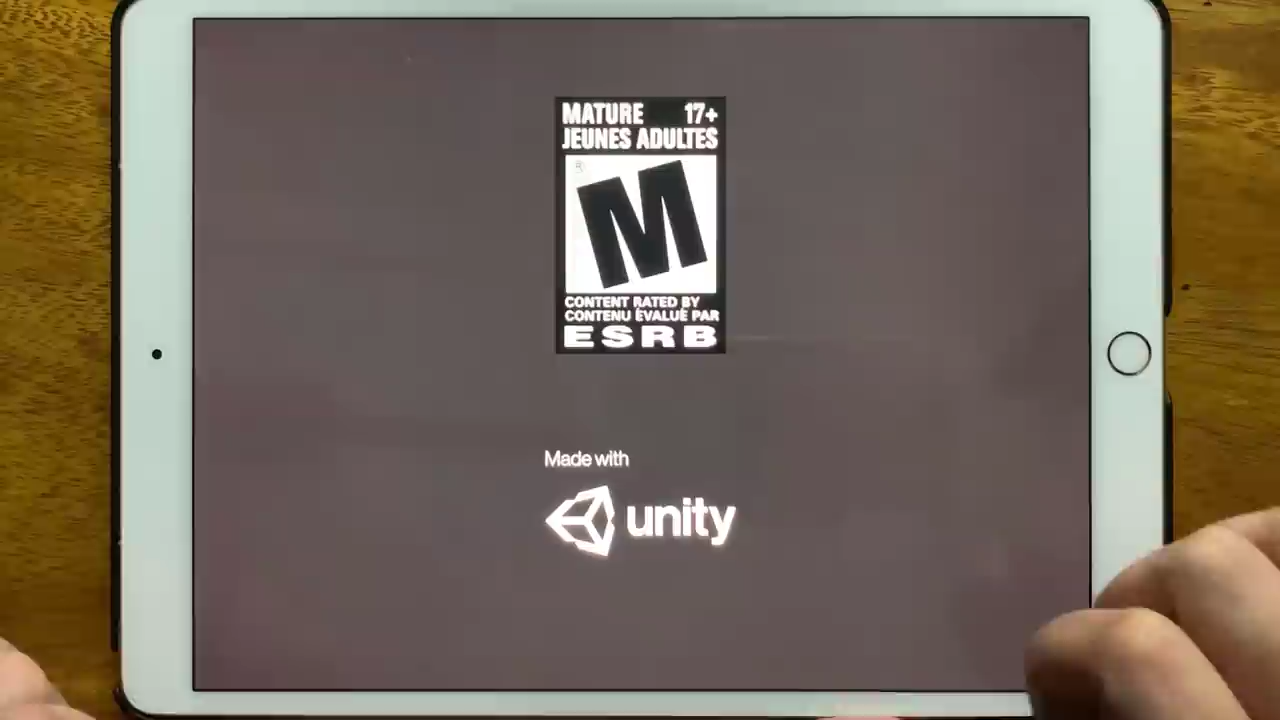 MATURE 17+
JEUNES ADULTES
M
CONTENT RATED BY
CONTENU ÉVALUÉ PAR
ESRB
Made with
unity